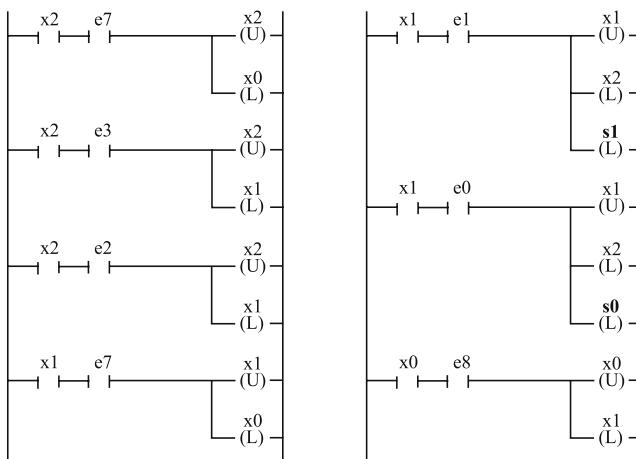 x2 e7 x2
(U)
x0
(L)
x2 e3 x2
(U)
x1
(L)
x2 e2 x2
(U)
x1
(L)
x1 e7 x1
(U)
x0
(L)
x1 e1 x1
(U)
x2
(L)
s1
(L)
x1 e0 x1
(U)
x2
(L)
s0
(L)
x0 e8 x0
(U)
x1
(L)